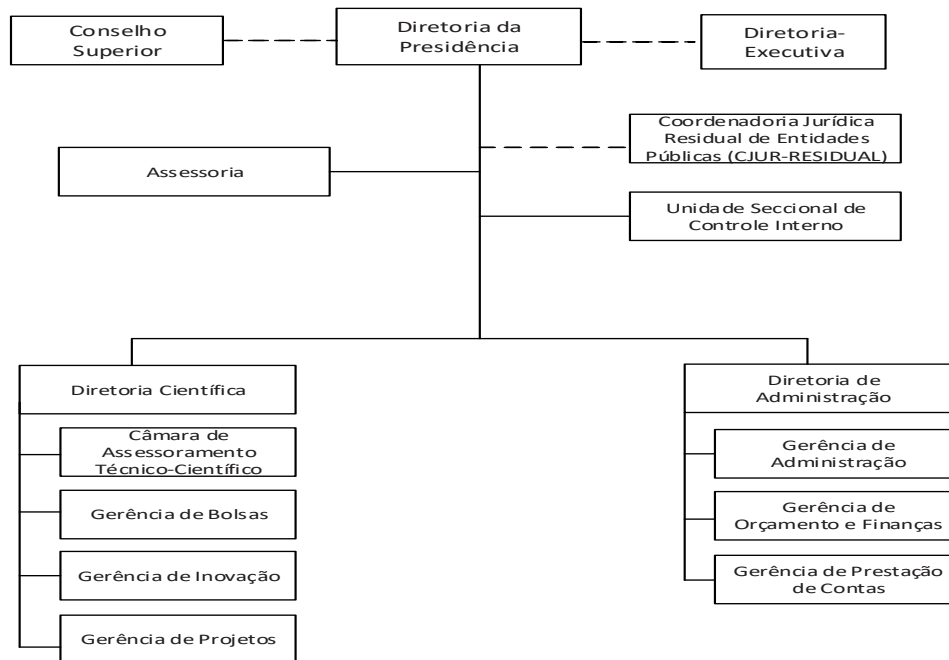 Conselho
Superior
Diretoria da
Presidência
Diretoria-
Executiva
Coordenadoria Jurídica
Residual de Entidades
Públicas (CJUR-RESIDUAL)
Assessoria
Unidade Seccional de
Controle Interno
Diretoria Científica
Câmara de
Assessoramento
Técnico-Científico
Gerência de Bolsas
Gerência de Inovação
Gerência de Projetos
Diretoria de
Administração
Gerência de
Administração
Gerência de
Orçamento e Finanças
Gerência de Prestação
de Contas